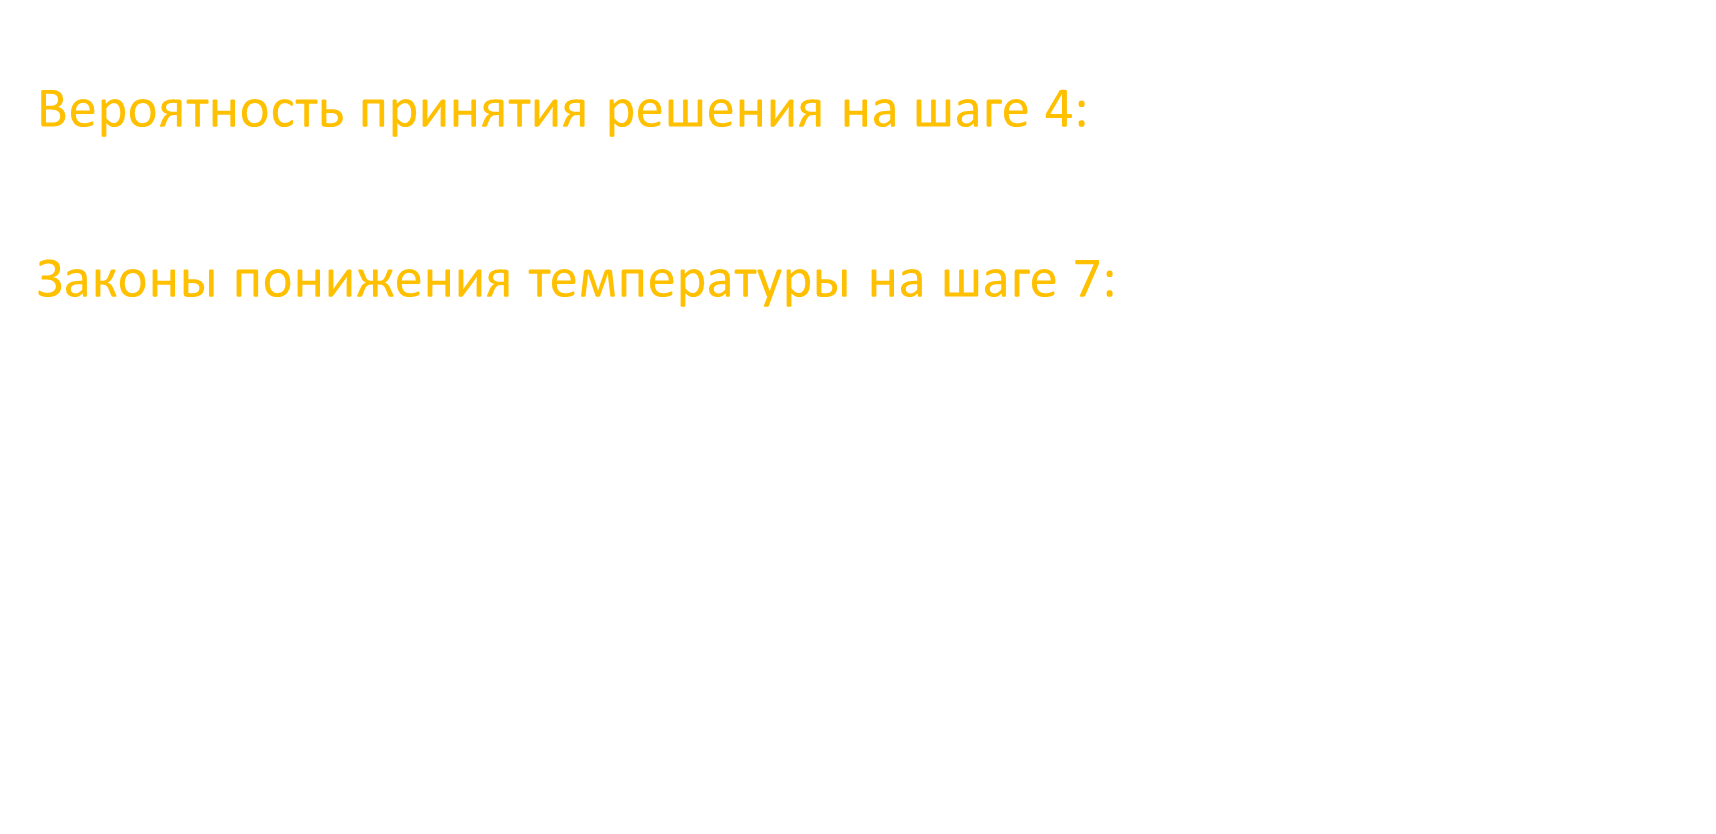 Вероятность принятия решения на шаге 4:
Законы понижения температуры на шаге 7: